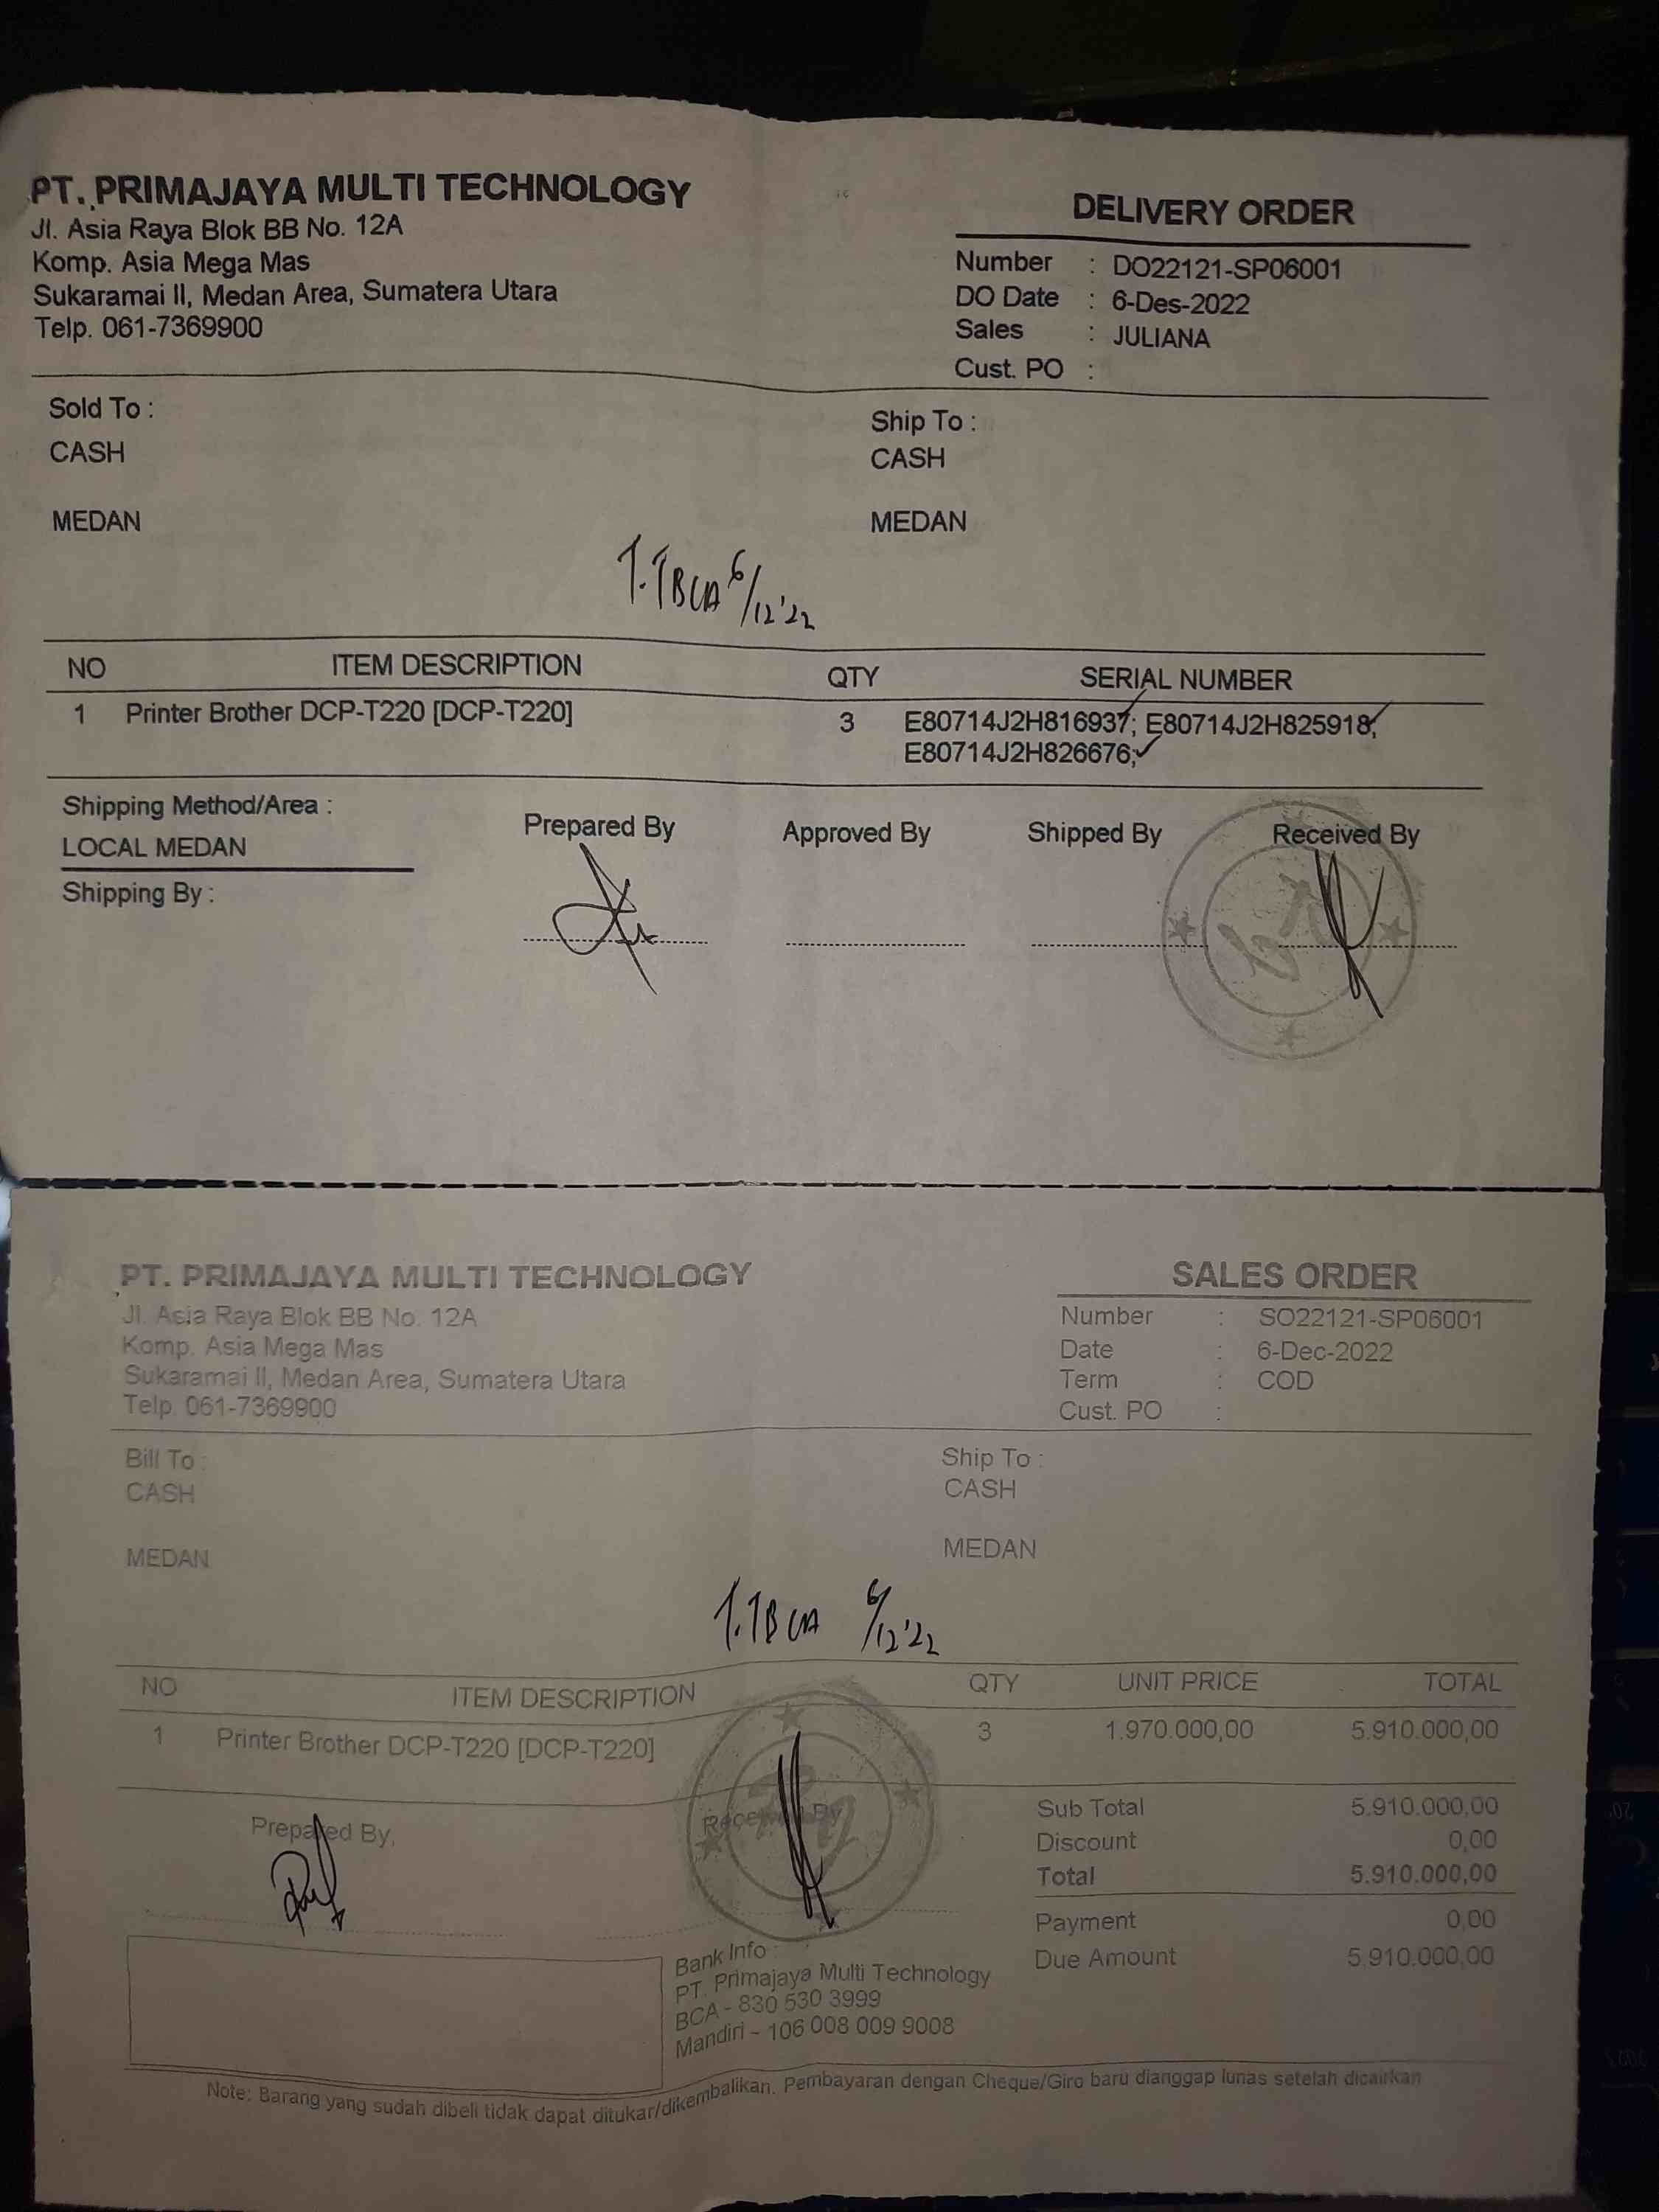 PT. PRIMAJAYA MULTI TECHNOLOGY
Jl. Asia Raya Blok BB No. 12A
Komp. Asia Mega Mas
Sukaramai II, Medan Area, Sumatera Utara
Telp. 061-7369900
DELIVERY ORDER
Number : DO22121-SP06001
DO Date : 6-Des-2022
Sales : JULIANA
Cust. PO :
Sold To :
CASH
MEDAN
Ship To :
CASH
MEDAN
T.T BCA 6/12'22
NO ITEM DESCRIPTION QTY SERIAL NUMBER
1 Printer Brother DCP-T220 [DCP-T220] 3 E80714J2H816937; E80714J2H825918;
E80714J2H826676;
Shipping Method/Area :
LOCAL MEDAN
Shipping By :
Prepared By Approved By Shipped By Received By
PT. PRIMAJAYA MULTI TECHNOLOGY
Jl. Asia Raya Blok BB No. 12A
Komp. Asia Mega Mas
Sukaramai II, Medan Area, Sumatera Utara
Telp. 061-7369900
SALES ORDER
Number : SO22121-SP06001
Date : 6-Dec-2022
Term : COD
Cust. PO :
Bill To :
CASH
MEDAN
Ship To :
CASH
MEDAN
T.T BCA 6/12'22
NO ITEM DESCRIPTION QTY UNIT PRICE TOTAL
1 Printer Brother DCP-T220 [DCP-T220] 3 1.970.000,00 5.910.000,00
Prepared By, Received By
Sub Total 5.910.000,00
Discount 0,00
Total 5.910.000,00
Payment 0,00
Due Amount 5.910.000,00
Bank Info :
PT. Primajaya Multi Technology
BCA - 830 530 3999
Mandiri - 106 008 009 9008
Note: Barang yang sudah dibeli tidak dapat ditukar/dikembalikan. Pembayaran dengan Cheque/Giro baru dianggap lunas setelah dicairkan